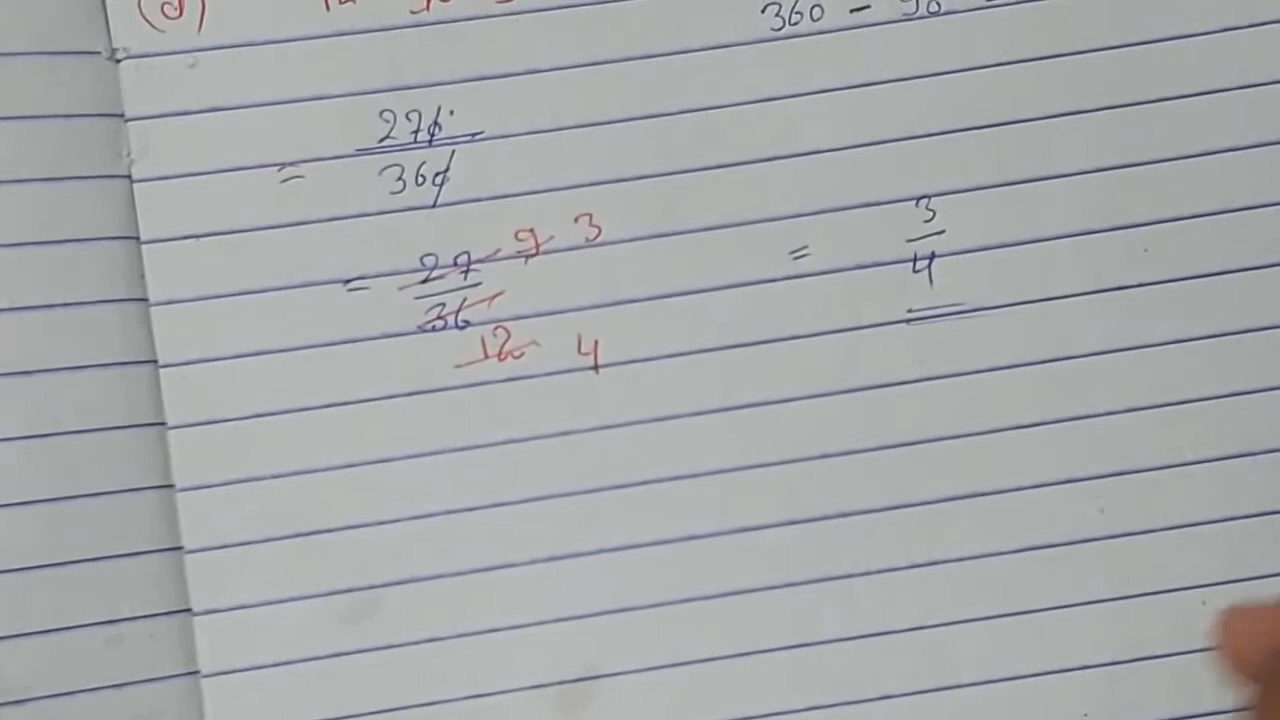 (d)
360 - 90
= 270/360
= 27/36 9 3 = 3/4
12 4